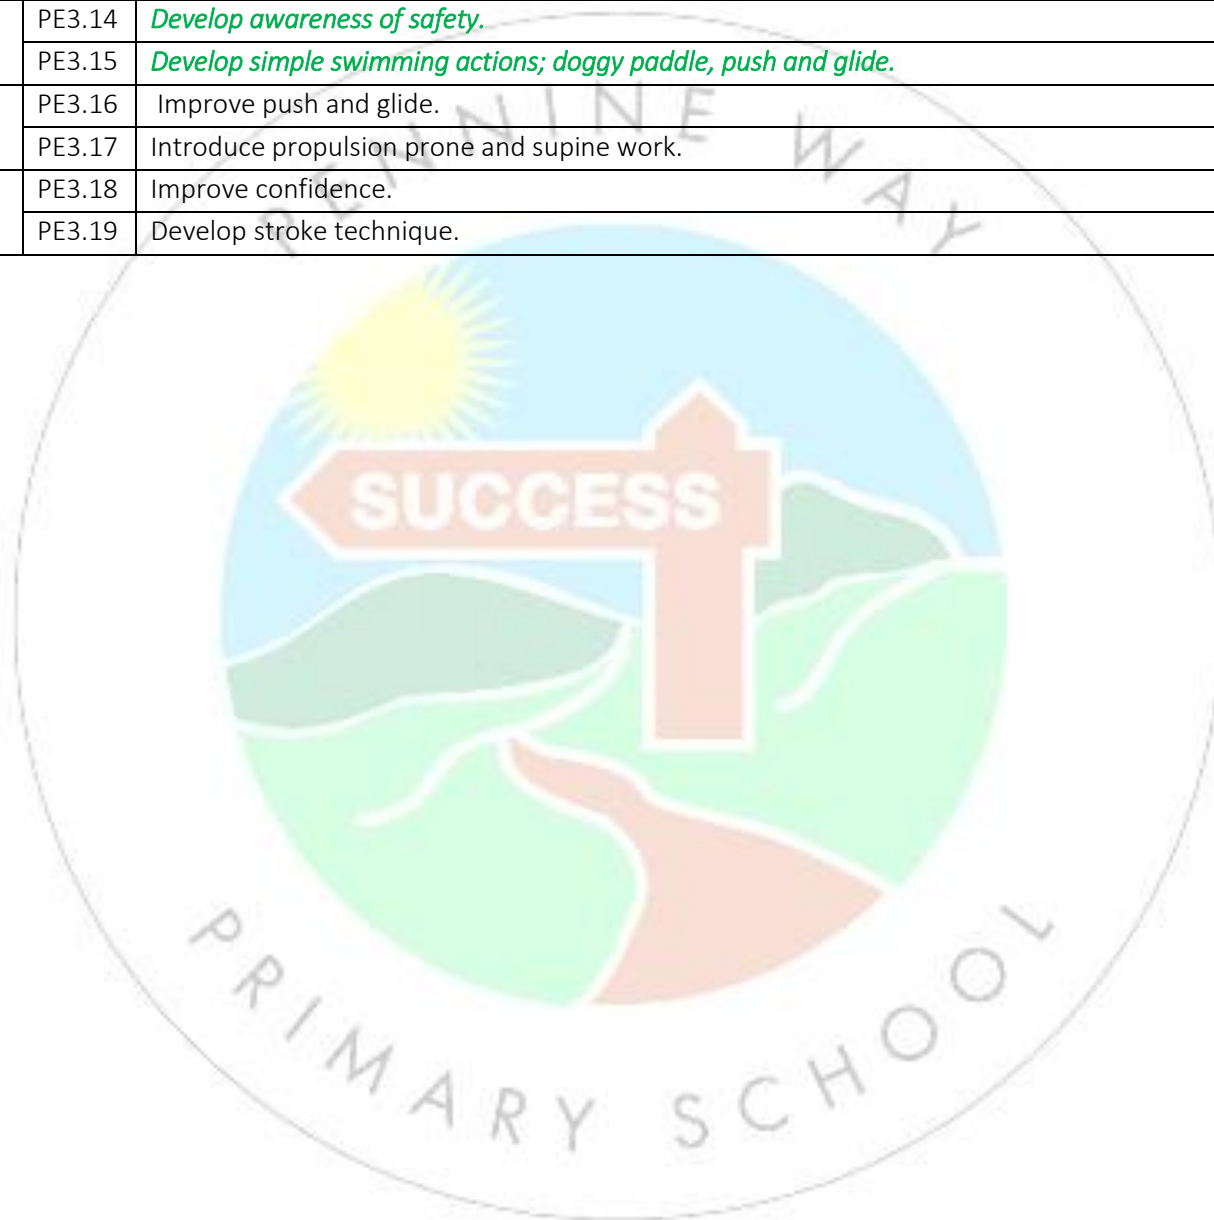 PE3.14 Develop awareness of safety.
PE3.15 Develop simple swimming actions; doggy paddle, push and glide.
PE3.16 Improve push and glide.
PE3.17 Introduce propulsion prone and supine work.
PE3.18 Improve confidence.
PE3.19 Develop stroke technique.
PENNINE WAY
SUCCESS
PRIMARY SCHOOL